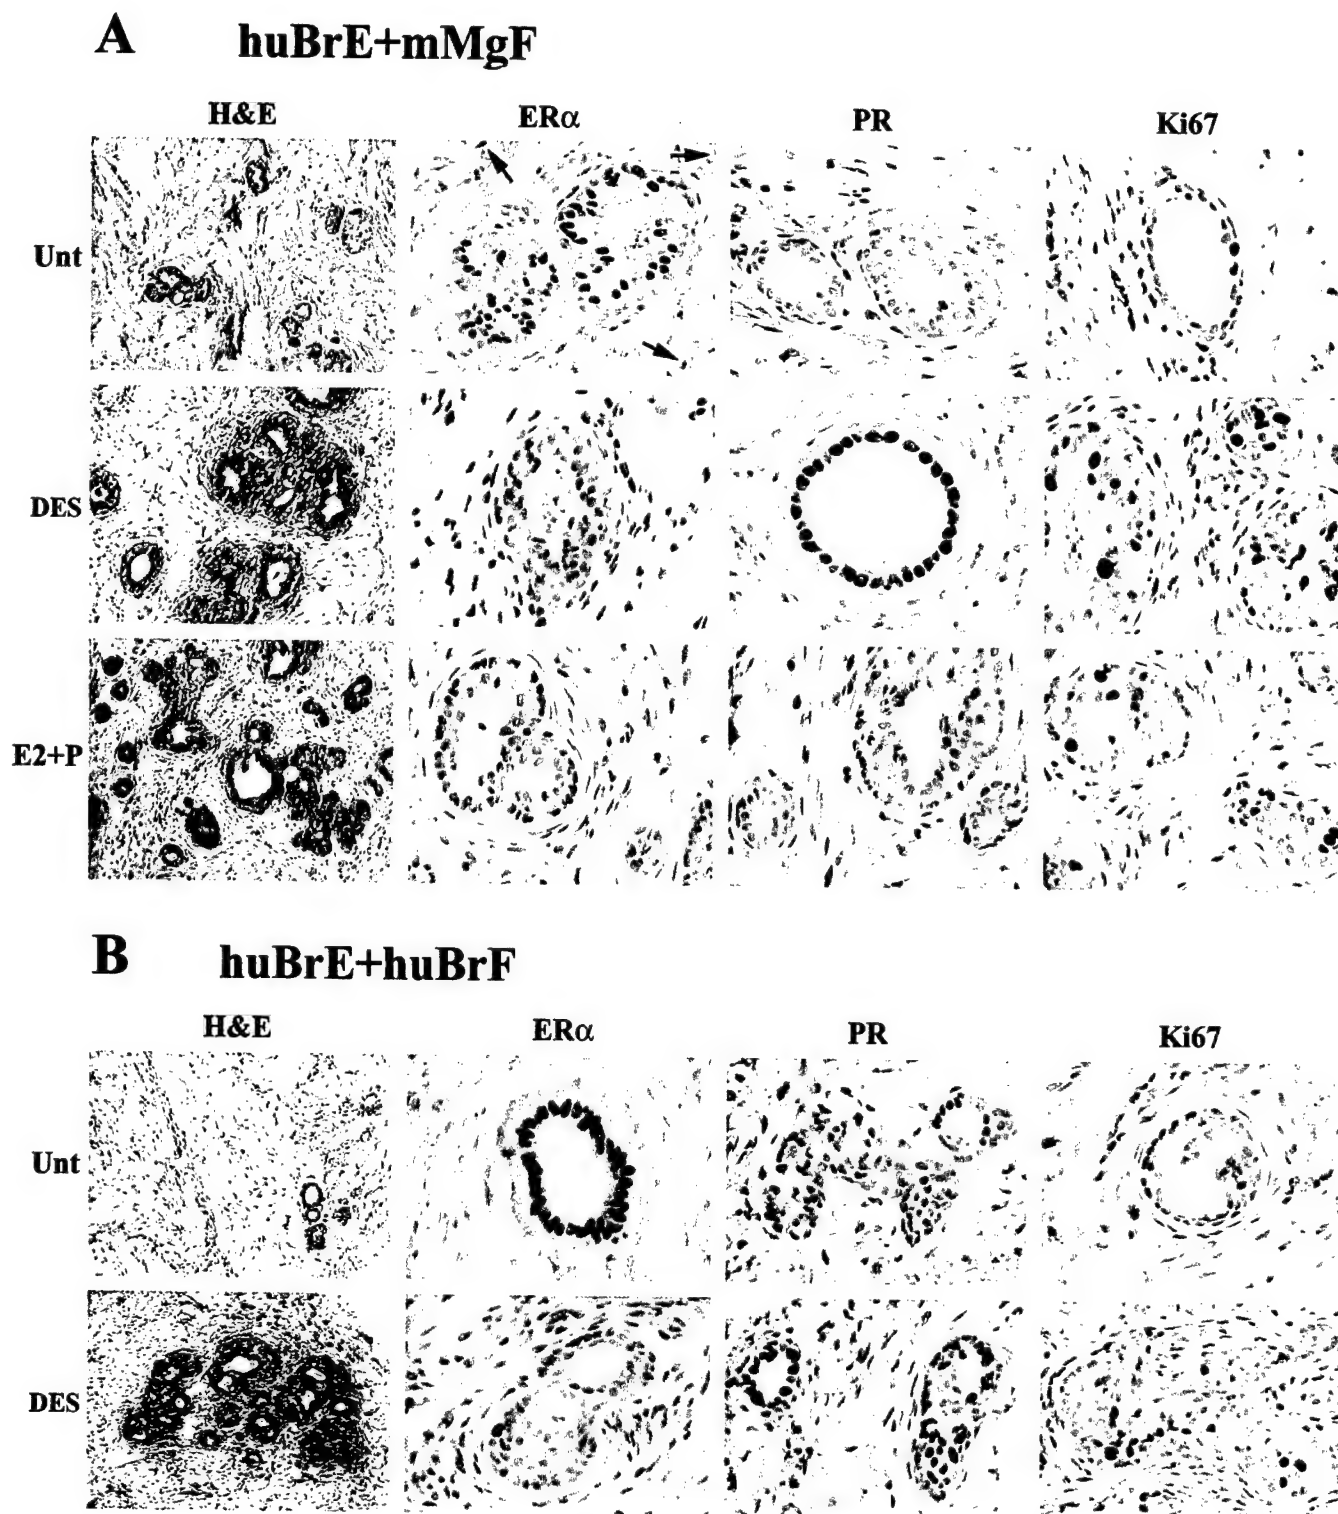 A huBrE+mMgF
H&E ERα PR Ki67
Unt
DES
E2+P
B huBrE+huBrF
H&E ERα PR Ki67
Unt
DES